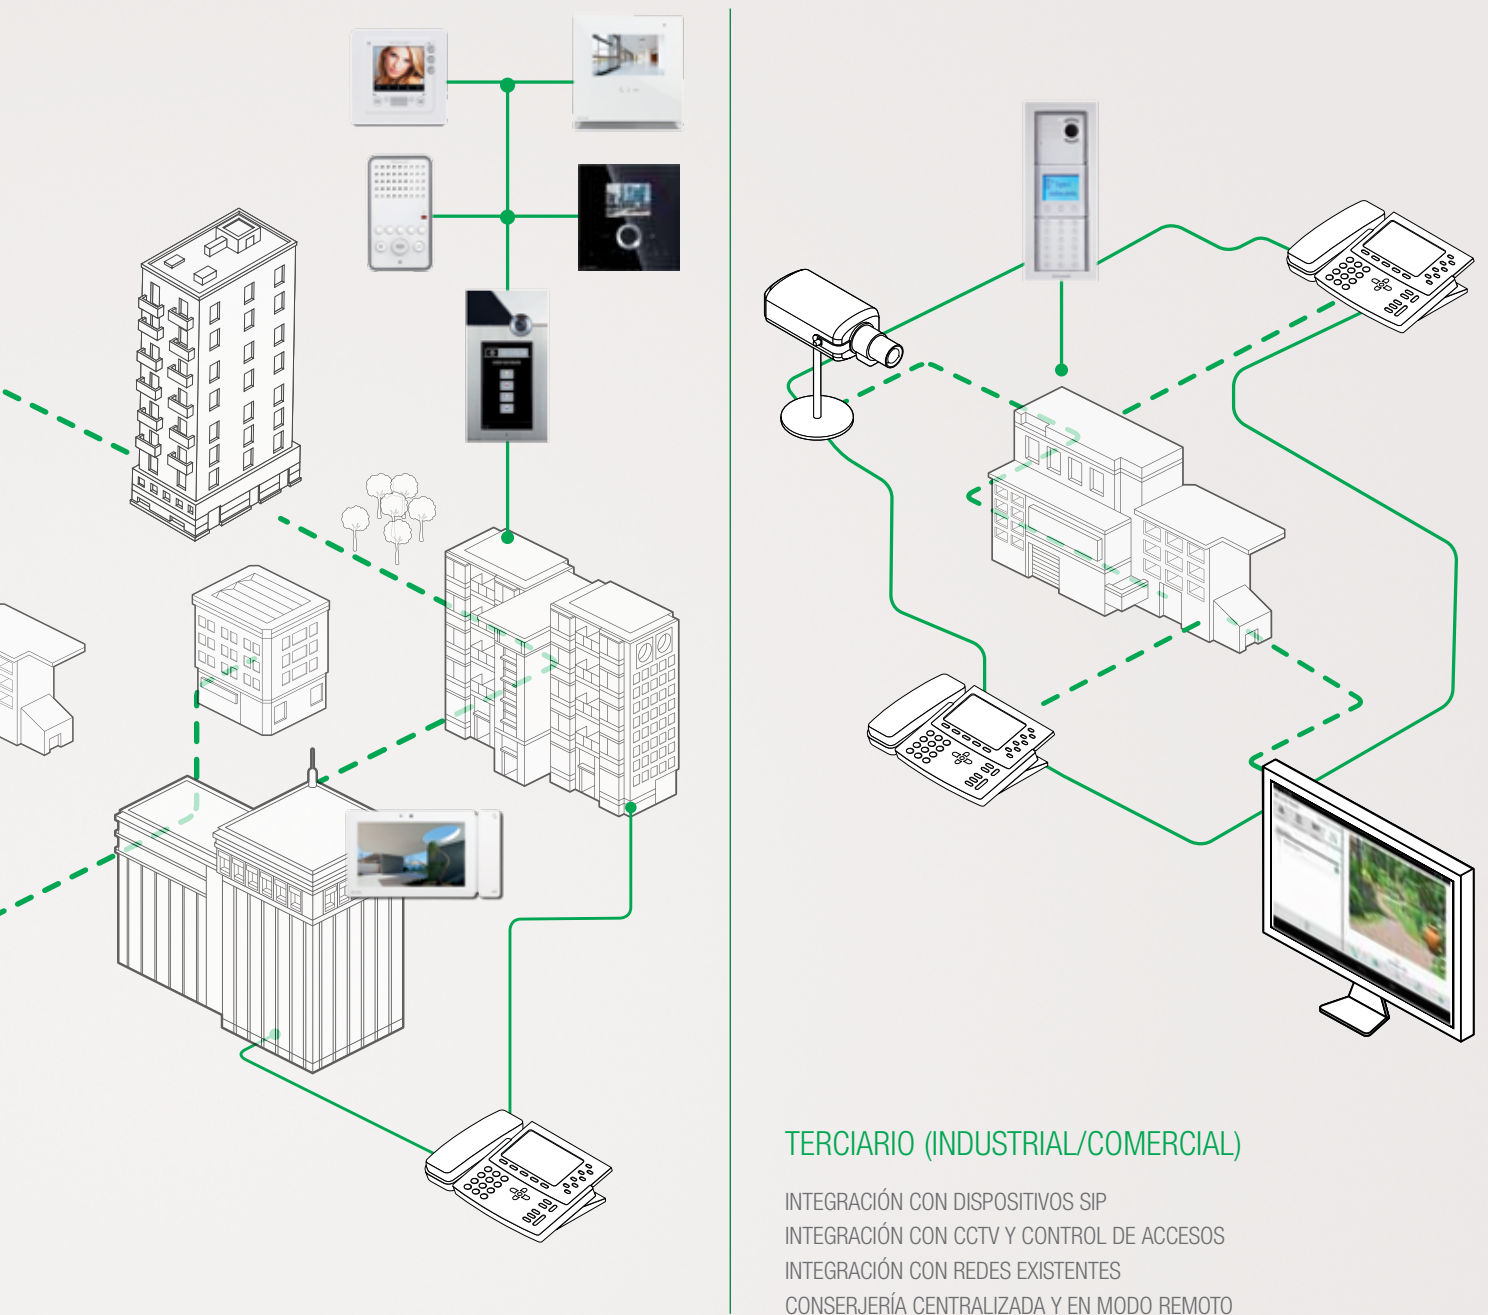 TERCIARIO (INDUSTRIAL/COMERCIAL)
INTEGRACIÓN CON DISPOSITIVOS SIP
INTEGRACIÓN CON CCTV Y CONTROL DE ACCESOS
INTEGRACIÓN CON REDES EXISTENTES
CONSERJERÍA CENTRALIZADA Y EN MODO REMOTO